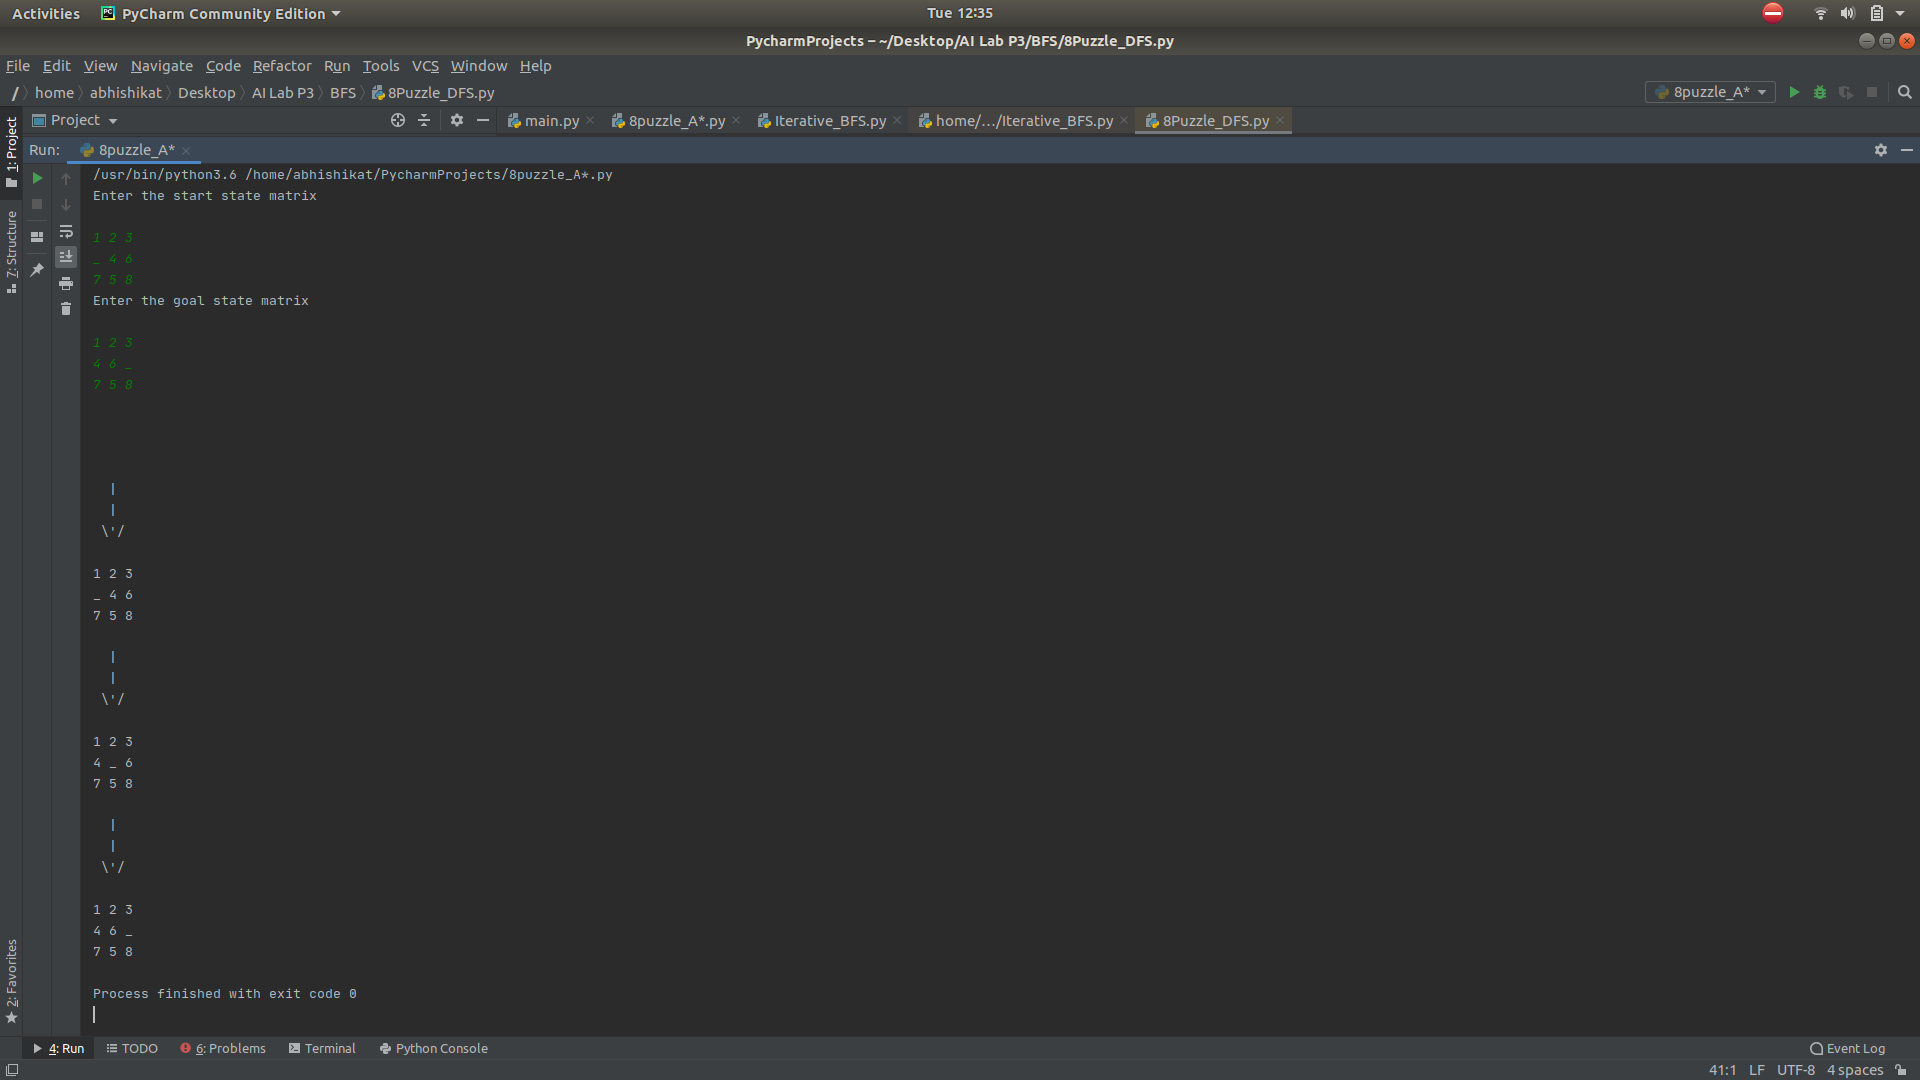 Activities PyCharm Community Edition Tue 12:35
PycharmProjects – ~/Desktop/AI Lab P3/BFS/8Puzzle_DFS.py
File Edit View Navigate Code Refactor Run Tools VCS Window Help
/ home abhishikat Desktop AI Lab P3 BFS 8Puzzle_DFS.py 8puzzle_A*
Project main.py 8puzzle_A*.py Iterative_BFS.py home/.../Iterative_BFS.py 8Puzzle_DFS.py
1: Project
Run: 8puzzle_A*
7: Structure
/usr/bin/python3.6 /home/abhishikat/PycharmProjects/8puzzle_A*.py
Enter the start state matrix
1 2 3
_ 4 6
7 5 8
Enter the goal state matrix
1 2 3
4 6 _
7 5 8
|
|
\'/
1 2 3
_ 4 6
7 5 8
|
|
\'/
1 2 3
4 _ 6
7 5 8
|
|
\'/
1 2 3
4 6 _
7 5 8
Process finished with exit code 0
2: Favorites
4: Run TODO 6: Problems Terminal Python Console Event Log
41:1 LF UTF-8 4 spaces